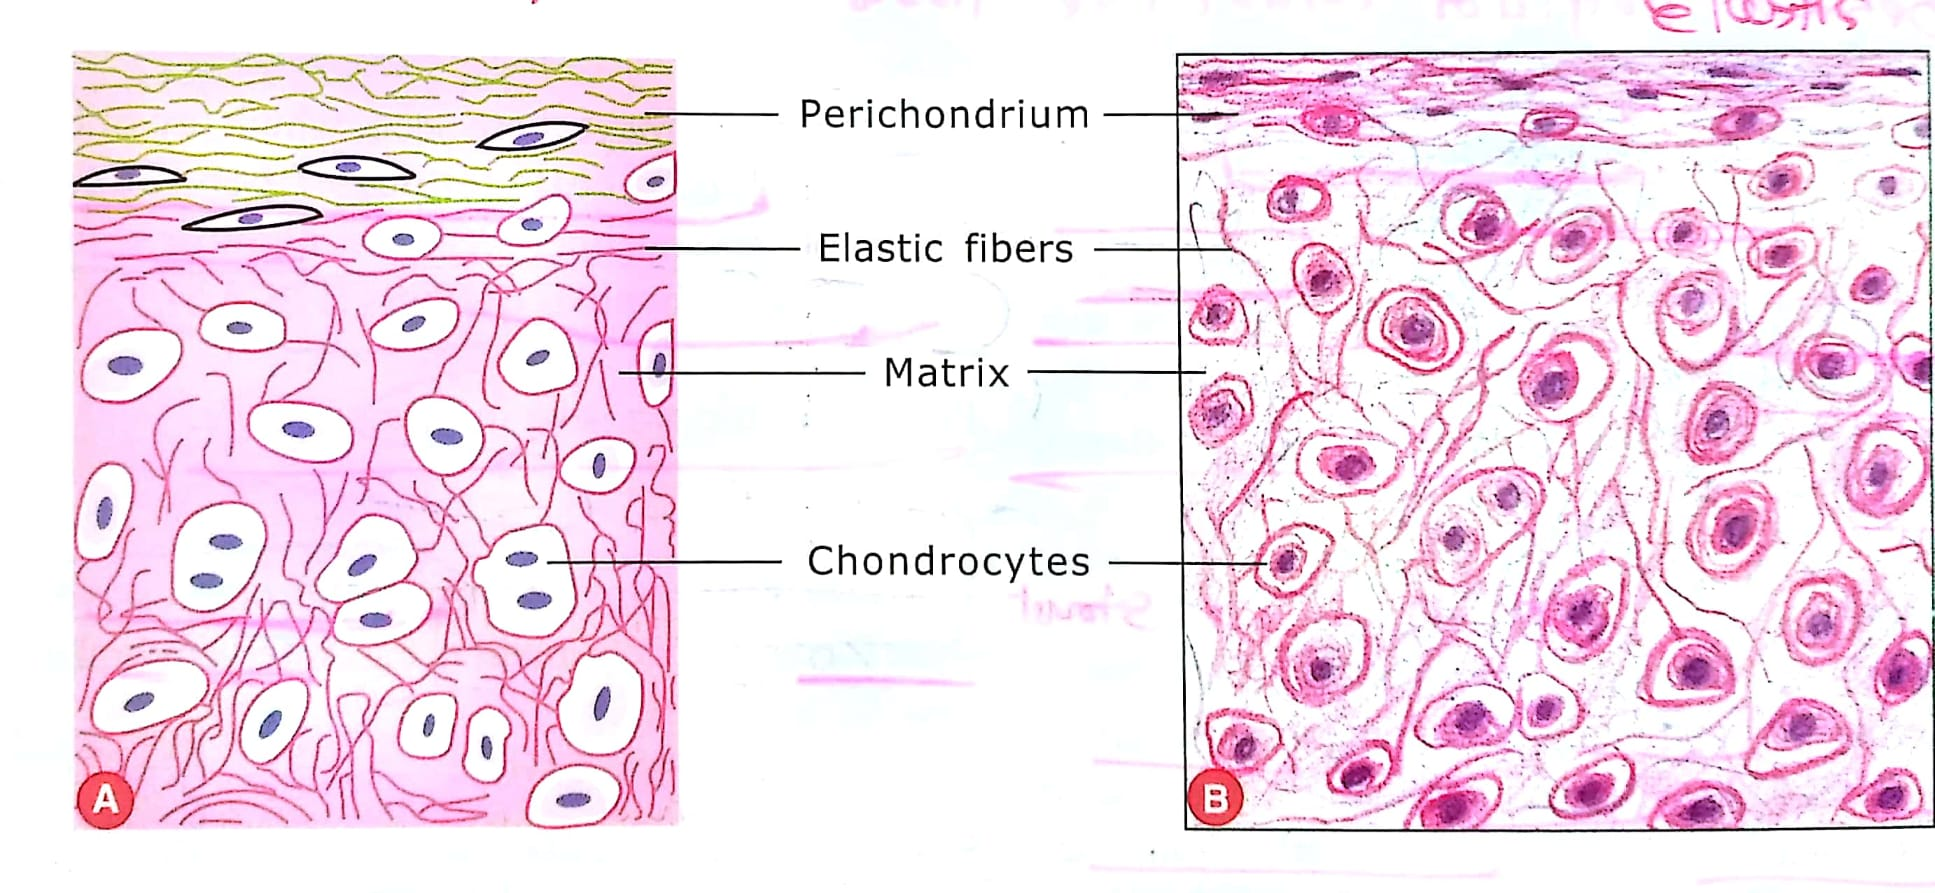 Perichondrium
Elastic fibers
Matrix
Chondrocytes
A
B